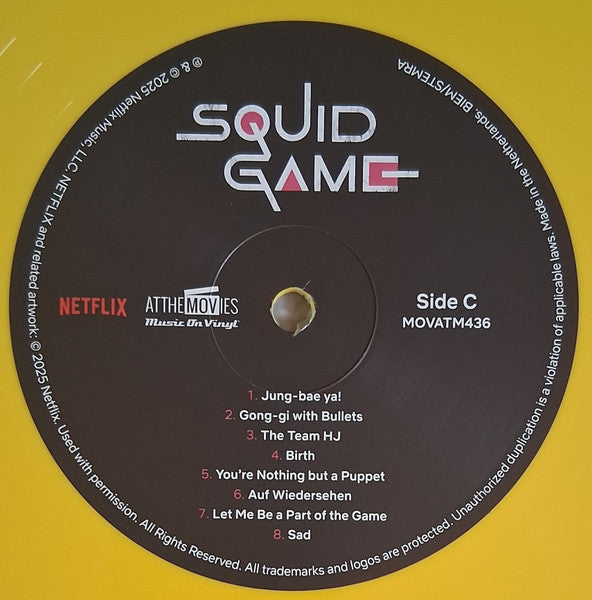 SQUID
GAME
NETFLIX
ATTHEMOVIES
Music On Vinyl
Side C
MOVATM436
1. Jung-bae ya!
2. Gong-gi with Bullets
3. The Team HJ
4. Birth
5. You're Nothing but a Puppet
6. Auf Wiedersehen
7. Let Me Be a Part of the Game
8. Sad
℗ & © 2025 Netflix Music, LLC. NETFLIX and related artwork: © 2025 Netflix. Used with permission. All Rights Reserved. All trademarks and logos are protected. Unauthorized duplication is a violation of applicable laws. Made in the Netherlands. BIEM/STEMRA